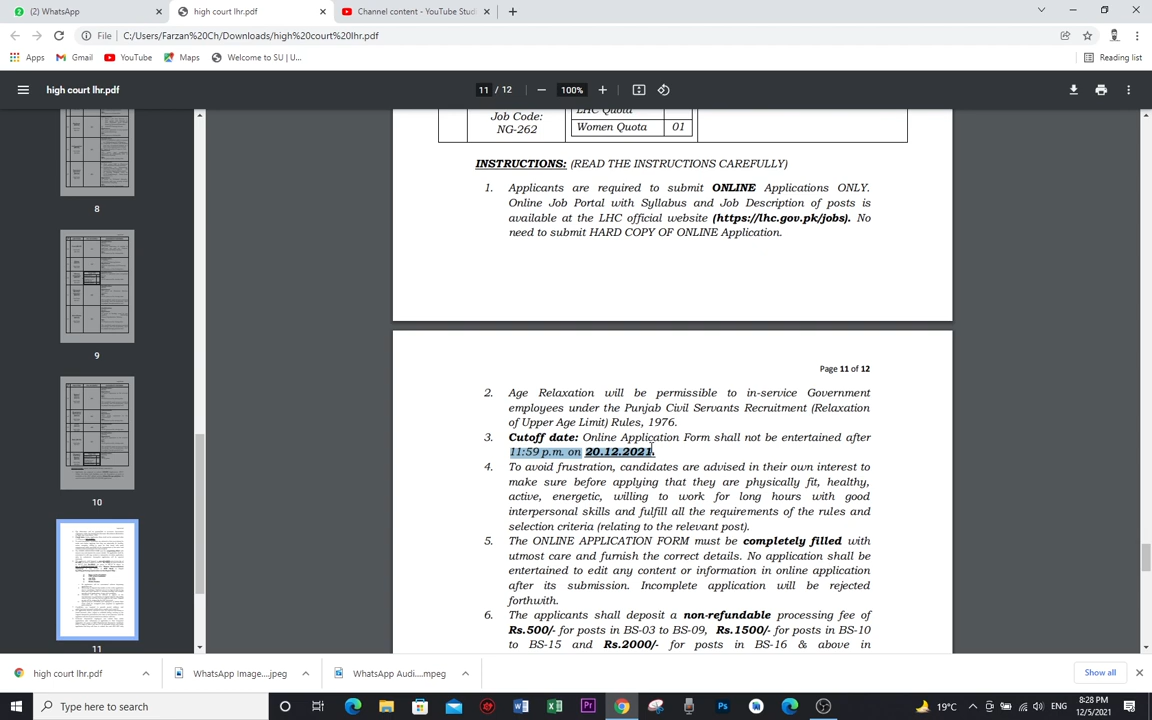 (2) WhatsApp
high court lhr.pdf
Channel content - YouTube Stud
File
C:/Users/Farzan%20Ch/Downloads/high%20court%20lhr.pdf
Apps
Gmail
YouTube
Maps
Welcome to SU | U...
Reading list
high court lhr.pdf
11 / 12
100%
8
9
10
11
Job Code:
NG-262
LHC Quota
Women Quota 01
INSTRUCTIONS: (READ THE INSTRUCTIONS CAREFULLY)
1. Applicants are required to submit ONLINE Applications ONLY.
Online Job Portal with Syllabus and Job Description of posts is
available at the LHC official website (https://lhc.gov.pk/jobs). No
need to submit HARD COPY OF ONLINE Application.
Page 11 of 12
2. Age Relaxation will be permissible to in-service Government
employees under the Punjab Civil Servants Recruitment (Relaxation
of Upper Age Limit) Rules, 1976.
3. Cutoff date: Online Application Form shall not be entertained after
11:59 p.m. on 20.12.2021.
4. To avoid frustration, candidates are advised in their own interest to
make sure before applying that they are physically fit, healthy,
active, energetic, willing to work for long hours with good
interpersonal skills and fulfill all the requirements of the rules and
selection criteria (relating to the relevant post).
5. The ONLINE APPLICATION FORM must be completely filled with
utmost care and furnish the correct details. No application shall be
entertained to edit any content or information in online application
after its submission. Incomplete application will be rejected
forthwith.
6. The applicants shall deposit a non-refundable processing fee of
Rs.500/- for posts in BS-03 to BS-09, Rs.1500/- for posts in BS-10
to BS-15 and Rs.2000/- for posts in BS-16 & above in
high court lhr.pdf
WhatsApp Image....jpeg
WhatsApp Audi....mpeg
Show all
Type here to search
19°C
ENG
8:28 PM
12/5/2021